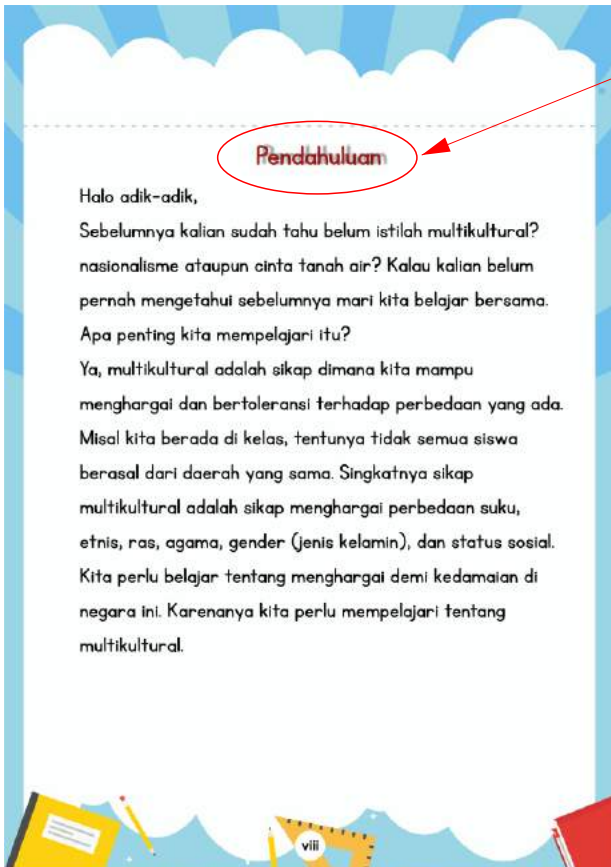 Pendahuluan
Halo adik-adik,
Sebelumnya kalian sudah tahu belum istilah multikultural?
nasionalisme ataupun cinta tanah air? Kalau kalian belum
pernah mengetahui sebelumnya mari kita belajar bersama.
Apa penting kita mempelajari itu?
Ya, multikultural adalah sikap dimana kita mampu
menghargai dan bertoleransi terhadap perbedaan yang ada.
Misal kita berada di kelas, tentunya tidak semua siswa
berasal dari daerah yang sama. Singkatnya sikap
multikultural adalah sikap menghargai perbedaan suku,
etnis, ras, agama, gender (jenis kelamin), dan status sosial.
Kita perlu belajar tentang menghargai demi kedamaian di
negara ini. Karenanya kita perlu mempelajari tentang
multikultural.
viii